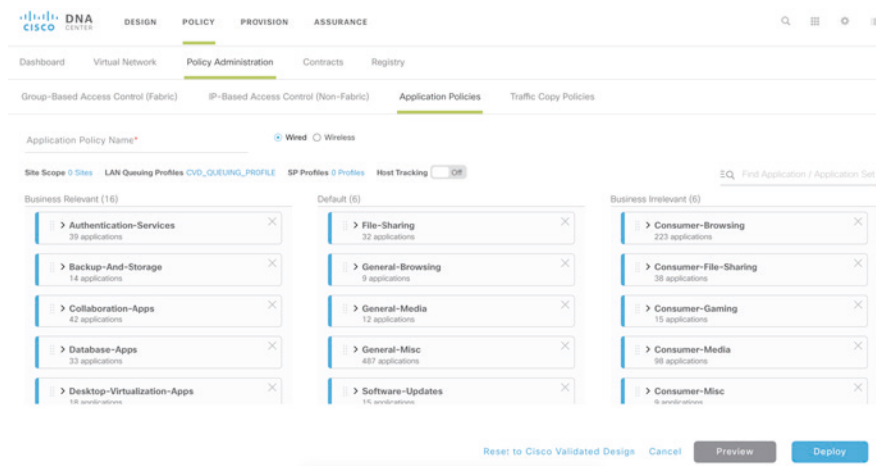 CISCO DNA CENTER DESIGN POLICY PROVISION ASSURANCE
Dashboard Virtual Network Policy Administration Contracts Registry
Group-Based Access Control (Fabric) IP-Based Access Control (Non-Fabric) Application Policies Traffic Copy Policies
Application Policy Name* Wired Wireless
Site Scope 0 Sites LAN Queuing Profiles CVD_QUEUING_PROFILE SP Profiles 0 Profiles Host Tracking Off
Find Application / Application Set
Business Relevant (16) Default (6) Business Irrelevant (6)
Authentication-Services File-Sharing Consumer-Browsing
39 applications 32 applications 223 applications
Backup-And-Storage General-Browsing Consumer-File-Sharing
14 applications 9 applications 38 applications
Collaboration-Apps General-Media Consumer-Gaming
42 applications 12 applications 15 applications
Database-Apps General-Misc Consumer-Media
33 applications 487 applications 98 applications
Desktop-Virtualization-Apps Software-Updates Consumer-Misc
18 applications 15 applications 9 applications
Reset to Cisco Validated Design Cancel Preview Deploy